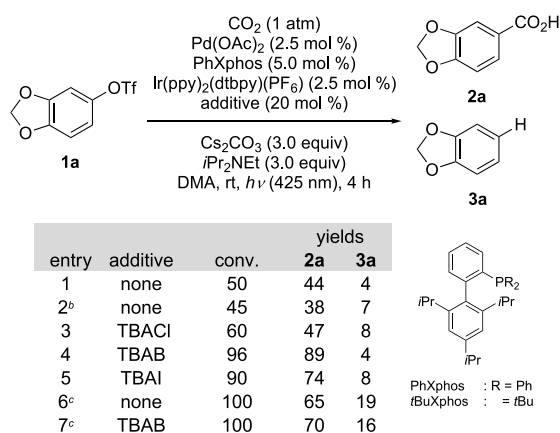 CO₂ (1 atm)
Pd(OAc)₂ (2.5 mol %)
PhXphos (5.0 mol %)
Ir(ppy)₂(dtbpy)(PF₆) (2.5 mol %)
additive (20 mol %)
Cs₂CO₃ (3.0 equiv)
iPr₂NEt (3.0 equiv)
DMA, rt, hν (425 nm), 4 h
O
O
OTf
1a
O
O
CO₂H
2a
O
O
H
3a
yields
entry additive conv. 2a 3a
1 none 50 44 4
2ᵇ none 45 38 7
3 TBACl 60 47 8
4 TBAB 96 89 4
5 TBAI 90 74 8
6ᶜ none 100 65 19
7ᶜ TBAB 100 70 16
PR₂
iPr
iPr
iPr
PhXphos : R = Ph
tBuXphos : = tBu